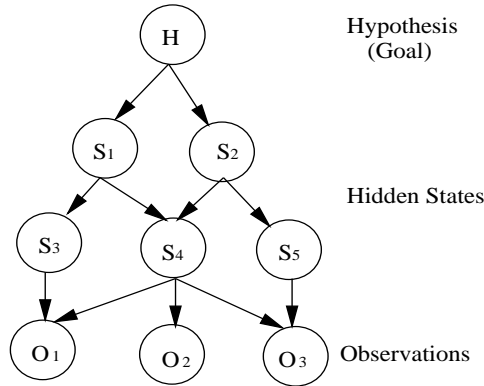 H
Hypothesis
(Goal)
S1
S2
Hidden States
S3
S4
S5
O1
O2
O3
Observations